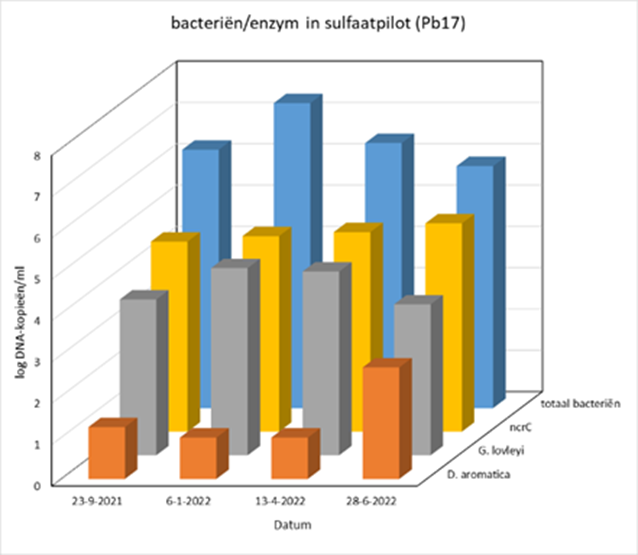 bacteriën/enzym in sulfaatpilot (Pb17)
log DNA-kopieën/ml
8
7
6
5
4
3
2
1
0
totaal bacteriën
ncrC
G. lovleyi
D. aromatica
23-9-2021 6-1-2022 13-4-2022 28-6-2022
Datum